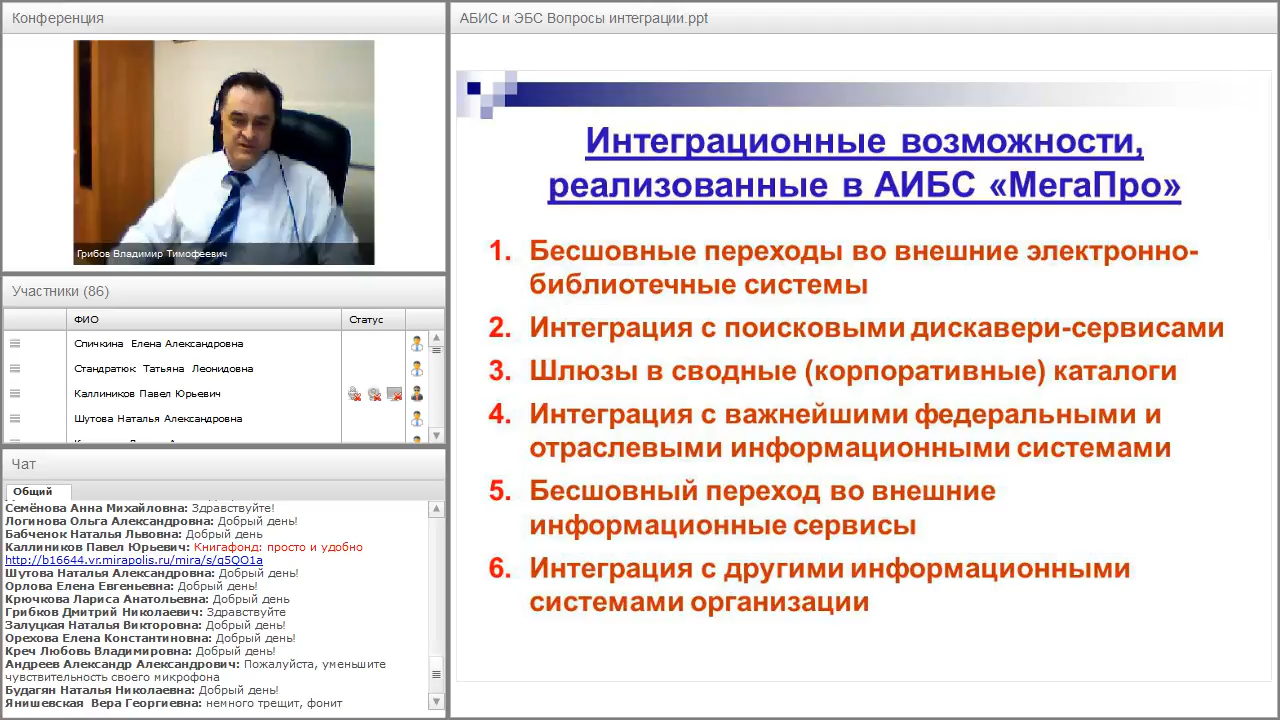 Конференция
Грибов Владимир Тимофеевич
Участники (86)
ФИО Статус
Спичкина Елена Александровна
Стандратюк Татьяна Леонидовна
Каллиников Павел Юрьевич
Шутова Наталья Александровна
Чат
Общий
Семёнова Анна Михайловна: Здравствуйте!
Логинова Ольга Александровна: Добрый день!
Бабченок Наталья Львовна: Добрый день
Каллиников Павел Юрьевич: Книгафонд: просто и удобно
http://b16644.vr.mirapolis.ru/mira/s/q5QO1a
Шутова Наталья Александровна: Добрый день!
Орлова Елена Евгеньевна: Добрый день!
Крючкова Лариса Анатольевна: Добрый день
Грибков Дмитрий Николаевич: Здравствуйте
Залуцкая Наталья Викторовна: Добрый день!
Орехова Елена Константиновна: Добрый день!
Креч Любовь Владимировна: Добрый день!
Андреев Александр Александрович: Пожалуйста, уменьшите
чувствительность своего микрофона
Будагян Наталья Николаевна: Добрый день!
Янишевская Вера Георгиевна: немного трещит, фонит
АБИС и ЭБС Вопросы интеграции.ppt
Интеграционные возможности,
реализованные в АИБС «МегаПро»
1. Бесшовные переходы во внешние электронно-
библиотечные системы
2. Интеграция с поисковыми дискавери-сервисами
3. Шлюзы в сводные (корпоративные) каталоги
4. Интеграция с важнейшими федеральными и
отраслевыми информационными системами
5. Бесшовный переход во внешние
информационные сервисы
6. Интеграция с другими информационными
системами организации